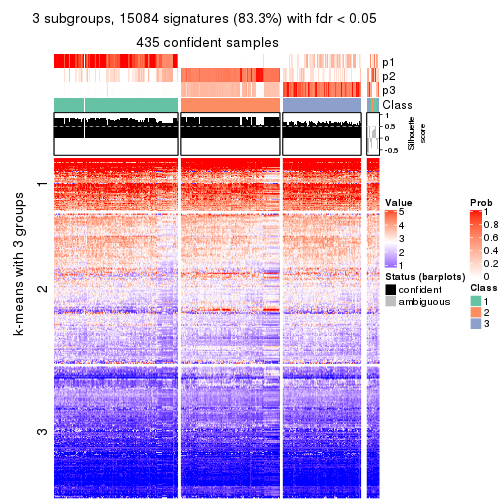 3 subgroups, 15084 signatures (83.3%) with fdr < 0.05
435 confident samples
p1
p2
p3
Class
1
0.5
0
-0.5
Silhouette
score
k-means with 3 groups
1
2
3
Value
5
4
3
2
1
Status (barplots)
confident
ambiguous
Prob
1
0.8
0.6
0.4
0.2
0
Class
1
2
3